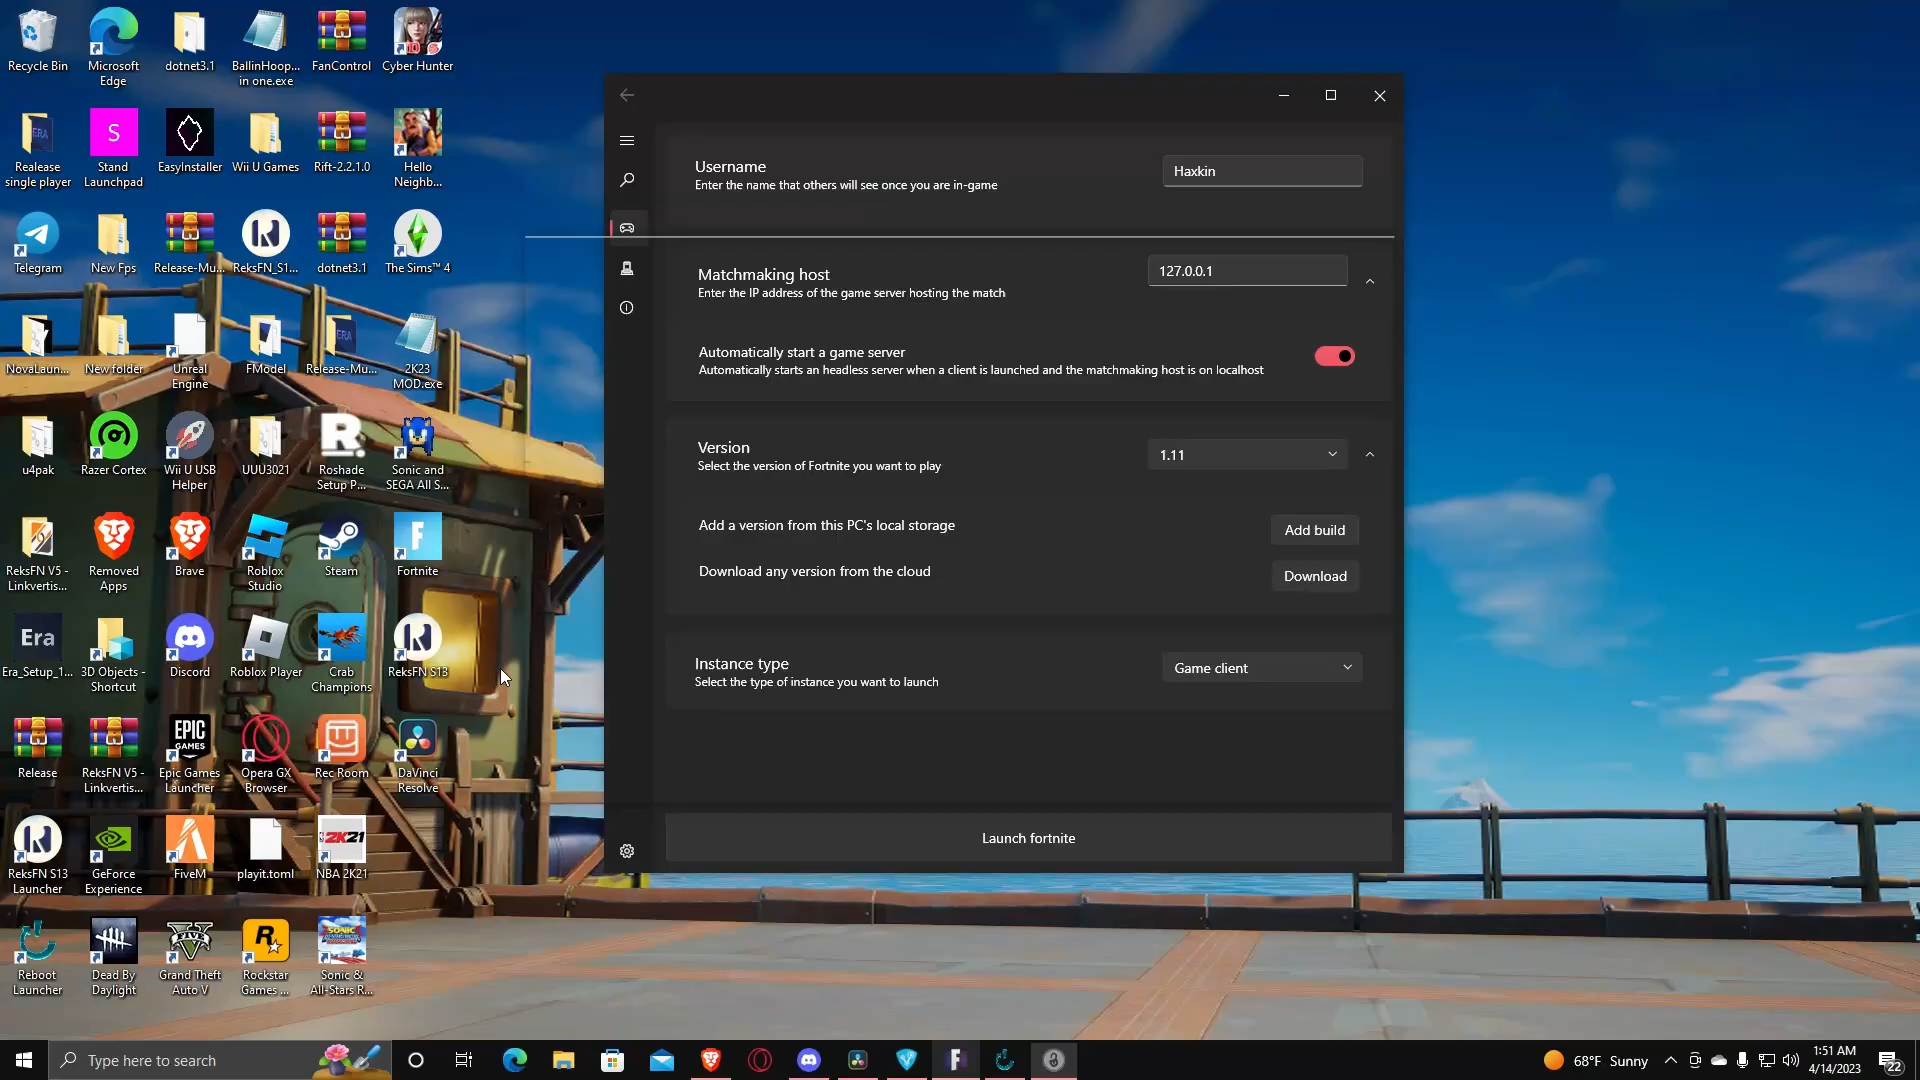 Recycle Bin
Microsoft
Edge
dotnet3.1
BallinHoop...
in one.exe
FanControl
Cyber Hunter
ERA
Realease
single player
S
Stand
Launchpad
EasyInstaller
Wii U Games
Rift-2.2.1.0
Hello
Neighb...
Telegram
New Fps
Release-Mu...
ReksFN_S1...
dotnet3.1
The Sims™ 4
NovaLaun...
New folder
Unreal
Engine
FModel
ERA
Release-Mu...
2K23
MOD.exe
u4pak
Razer Cortex
Wii U USB
Helper
UUU3021
R.
Roshade
Setup P...
Sonic and
SEGA All S...
ReksFN V5 -
Linkvertis...
Removed
Apps
Brave
Roblox
Studio
Steam
F
Fortnite
Era
Era_Setup_1...
3D Objects -
Shortcut
Discord
Roblox Player
Crab
Champions
ReksFN S13
Release
ReksFN V5 -
Linkvertis...
EPIC
GAMES
Epic Games
Launcher
Opera GX
Browser
Rec Room
DaVinci
Resolve
ReksFN S13
Launcher
GeForce
Experience
FiveM
playit.toml
2K21
NBA 2K21
Reboot
Launcher
Dead By
Daylight
Grand Theft
Auto V
R
Rockstar
Games ...
SONIC
Sonic &
All-Stars R...
Username
Enter the name that others will see once you are in-game
Haxkin
Matchmaking host
Enter the IP address of the game server hosting the match
127.0.0.1
Automatically start a game server
Automatically starts an headless server when a client is launched and the matchmaking host is on localhost
Version
Select the version of Fortnite you want to play
1.11
Add a version from this PC's local storage
Add build
Download any version from the cloud
Download
Instance type
Select the type of instance you want to launch
Game client
Launch fortnite
Type here to search
68°F Sunny
1:51 AM
4/14/2023
22